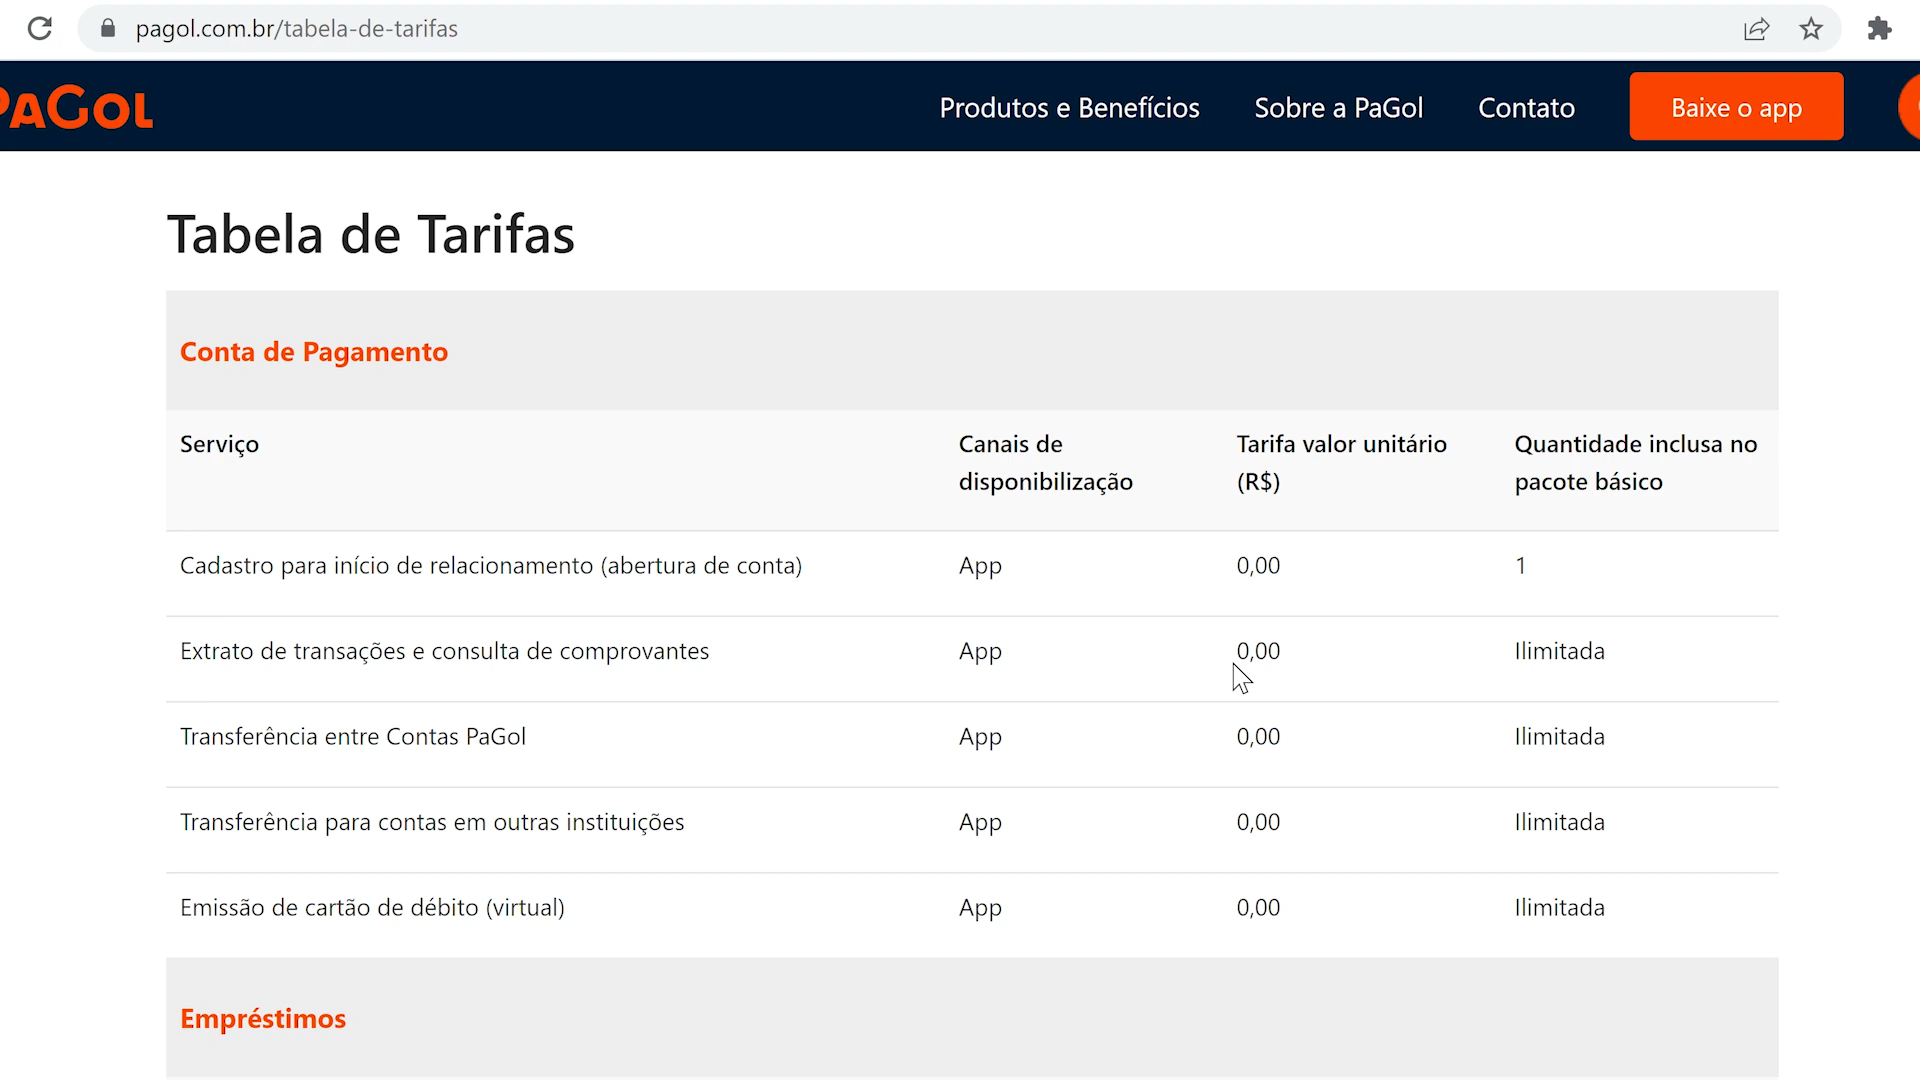 pagol.com.br/tabela-de-tarifas
PAGOL
Produtos e Benefícios
Sobre a PaGol
Contato
Baixe o app
Tabela de Tarifas
Conta de Pagamento
Serviço
Canais de disponibilização
Tarifa valor unitário (R$)
Quantidade inclusa no pacote básico
Cadastro para início de relacionamento (abertura de conta) App 0,00 1
Extrato de transações e consulta de comprovantes App 0,00 Ilimitada
Transferência entre Contas PaGol App 0,00 Ilimitada
Transferência para contas em outras instituições App 0,00 Ilimitada
Emissão de cartão de débito (virtual) App 0,00 Ilimitada
Empréstimos